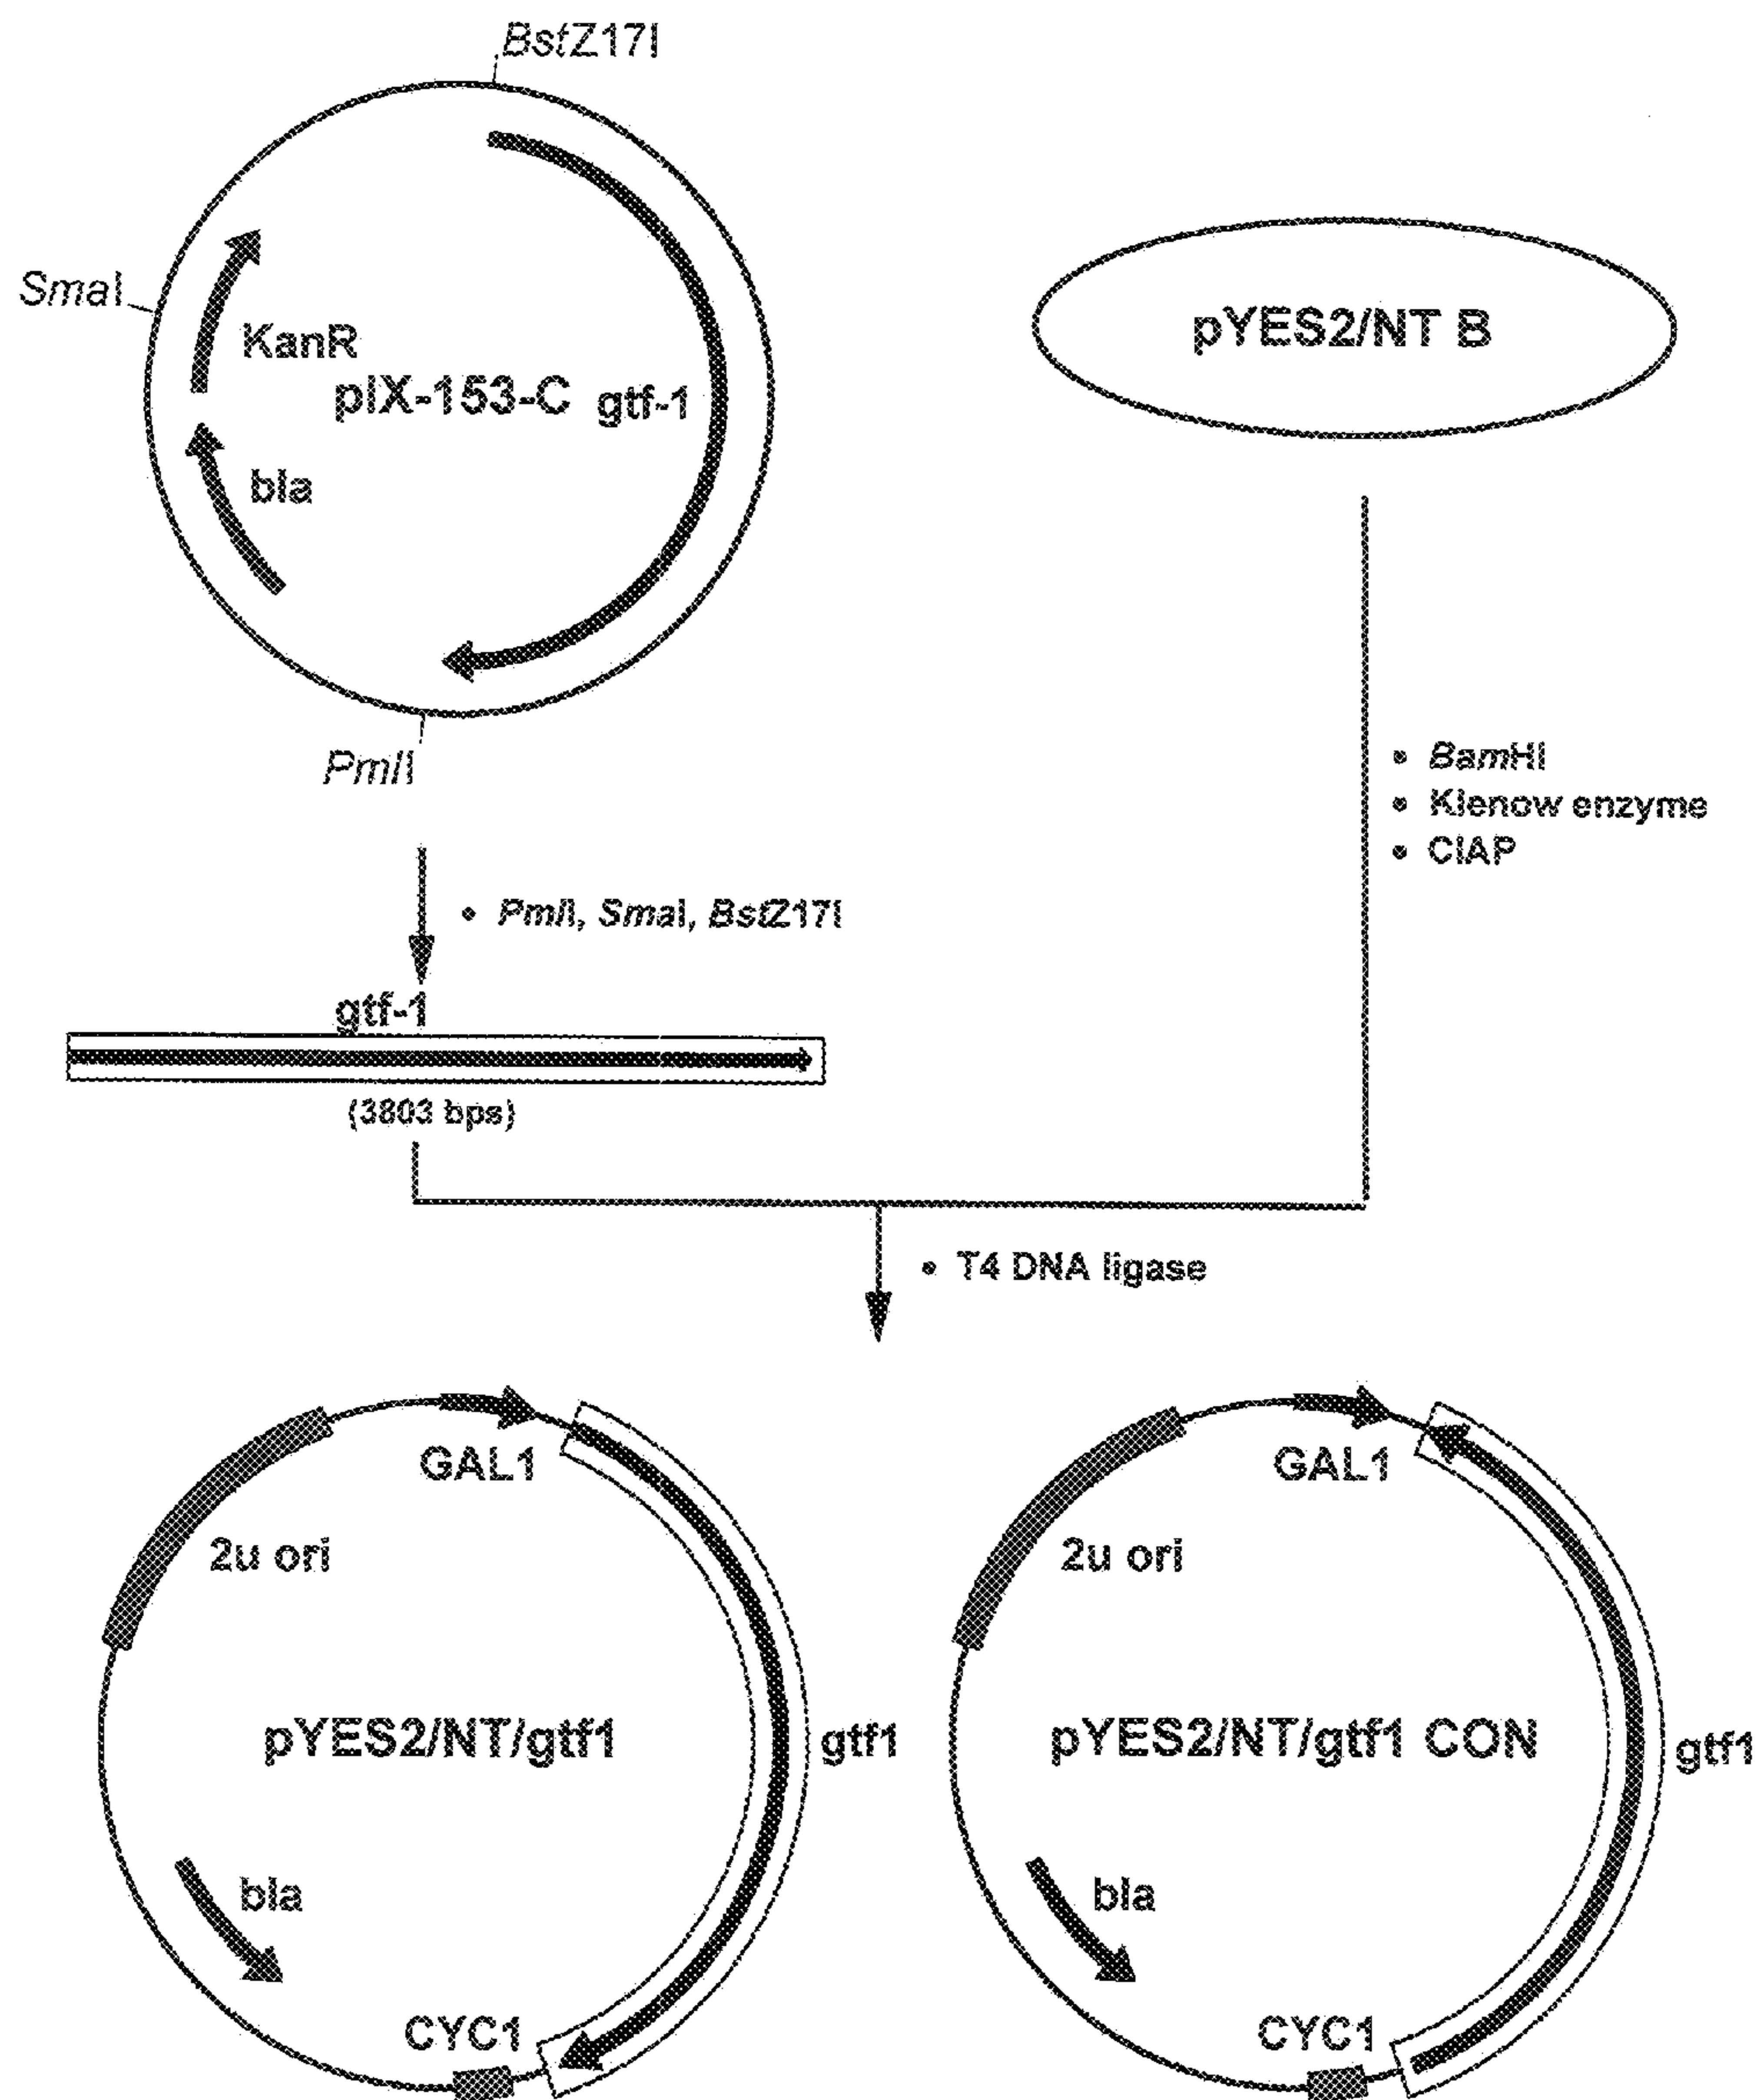 BstZ17I
SmaI
KanR
pIX-153-C gtf-1
bla
PmlI
pYES2/NT B
• BamHI
• Klenow enzyme
• CIAP
• PmlI, SmaI, BstZ17I
gtf-1
(3803 bps)
• T4 DNA ligase
GAL1
2u ori
pYES2/NT/gtf1
gtf1
bla
CYC1
GAL1
2u ori
pYES2/NT/gtf1 CON
gtf1
bla
CYC1